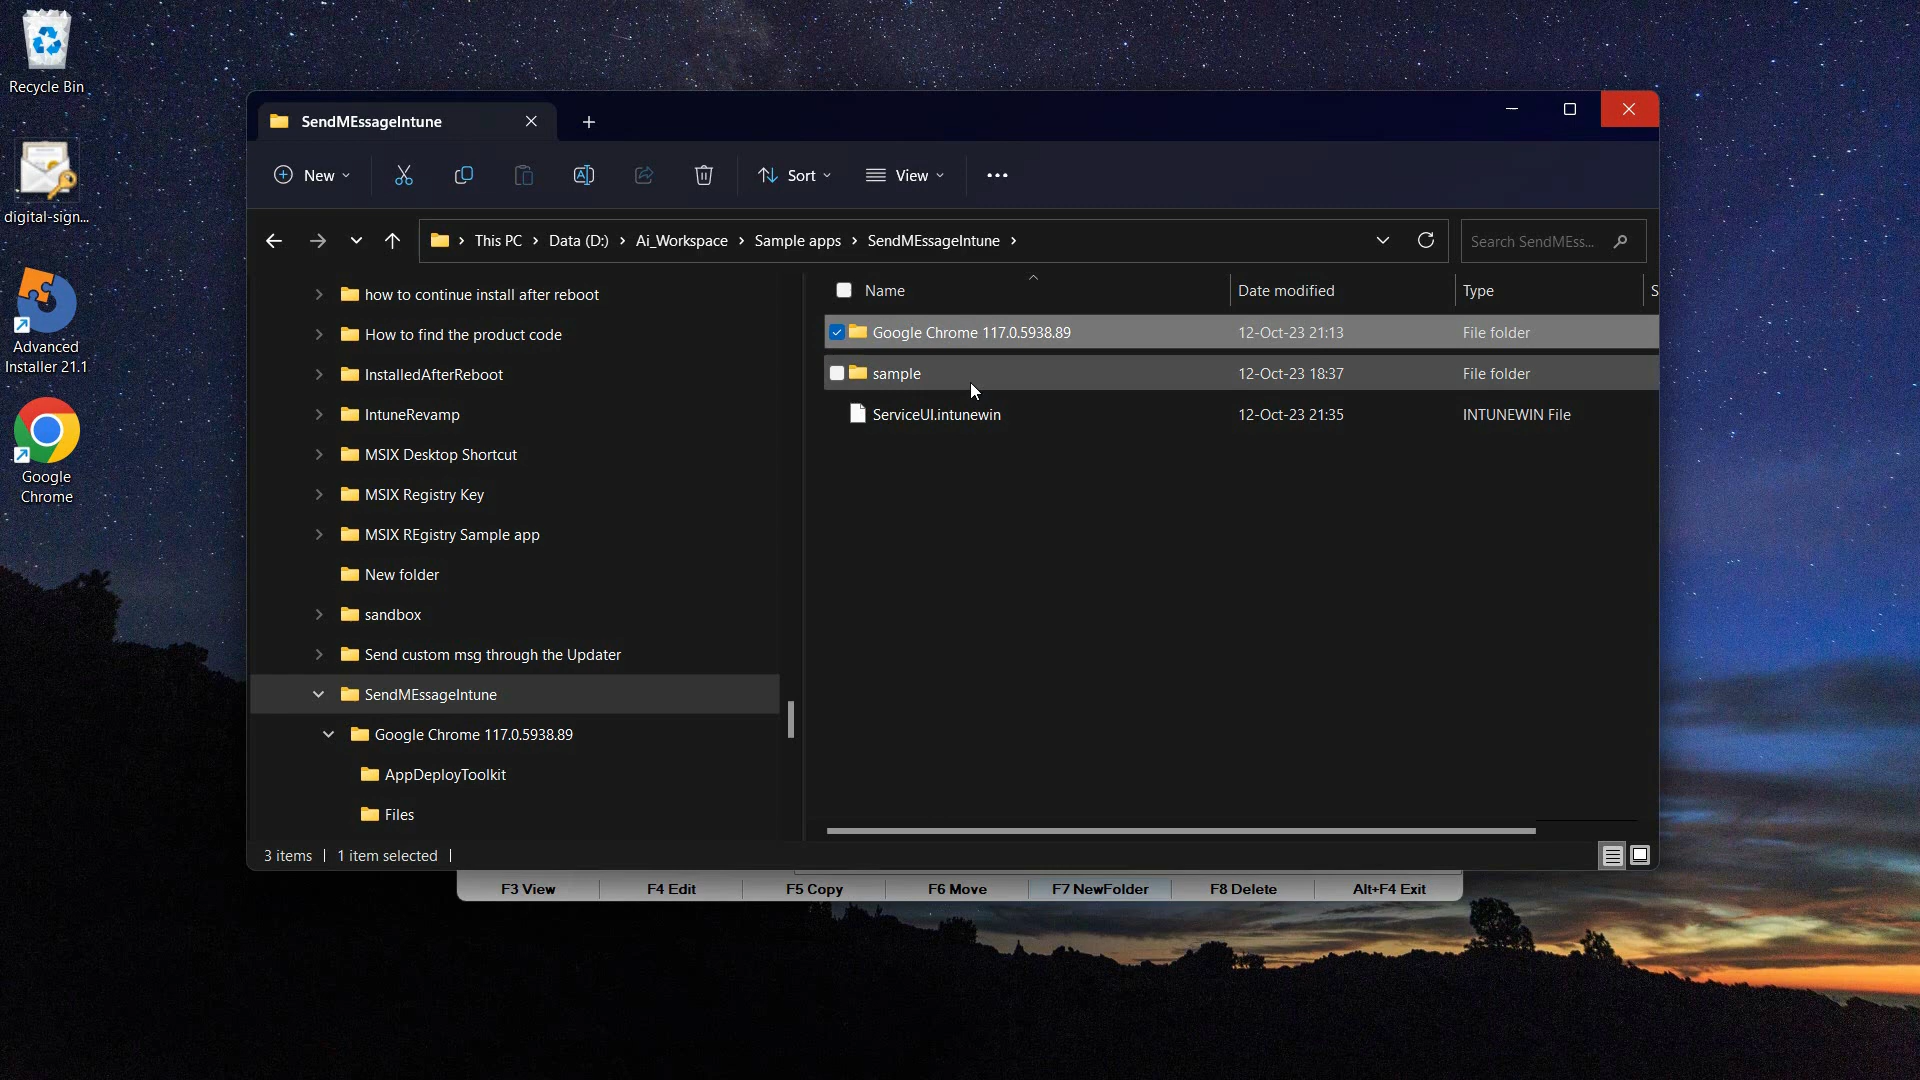 Recycle Bin
digital-sign...
Advanced
Installer 21.1
Google
Chrome
SendMEssageIntune
New
Sort
View
This PC
Data (D:)
Ai_Workspace
Sample apps
SendMEssageIntune
Search SendMEss...
how to continue install after reboot
How to find the product code
InstalledAfterReboot
IntuneRevamp
MSIX Desktop Shortcut
MSIX Registry Key
MSIX REgistry Sample app
New folder
sandbox
Send custom msg through the Updater
SendMEssageIntune
Google Chrome 117.0.5938.89
AppDeployToolkit
Files
Name Date modified Type S
Google Chrome 117.0.5938.89 12-Oct-23 21:13 File folder
sample 12-Oct-23 18:37 File folder
ServiceUI.intunewin 12-Oct-23 21:35 INTUNEWIN File
3 items 1 item selected
F3 View F4 Edit F5 Copy F6 Move F7 NewFolder F8 Delete Alt+F4 Exit